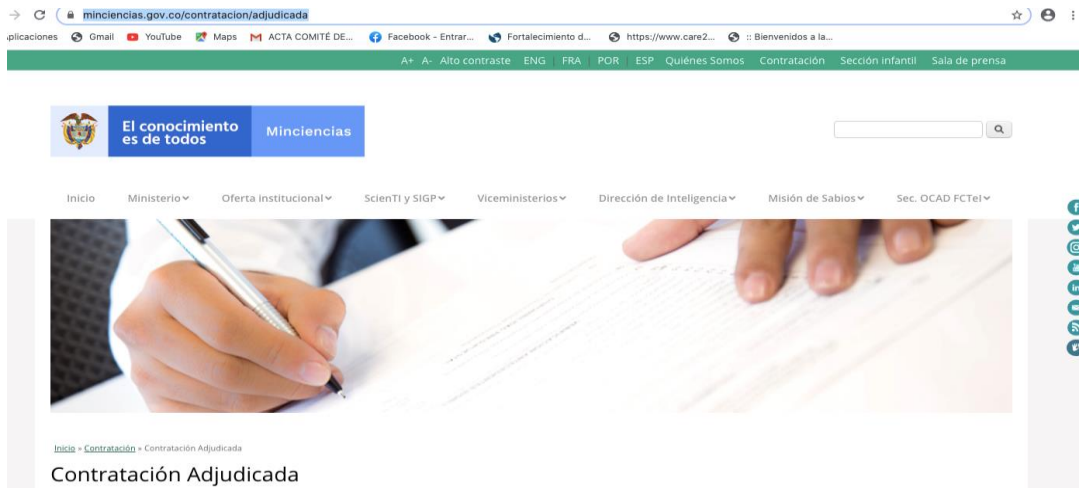 minciencias.gov.co/contratacion/adjudicada
plicaciones Gmail YouTube Maps ACTA COMITÉ DE... Facebook - Entrar... Fortalecimiento d... https://www.care2... :: Bienvenidos a la...
A+ A- Alto contraste ENG | FRA | POR | ESP Quiénes Somos Contratación Sección infantil Sala de prensa
El conocimiento
es de todos
Minciencias
Inicio Ministerio Oferta institucional ScienTI y SIGP Viceministerios Dirección de Inteligencia Misión de Sabios Sec. OCAD FCTeI
Inicio » Contratación » Contratación Adjudicada
Contratación Adjudicada